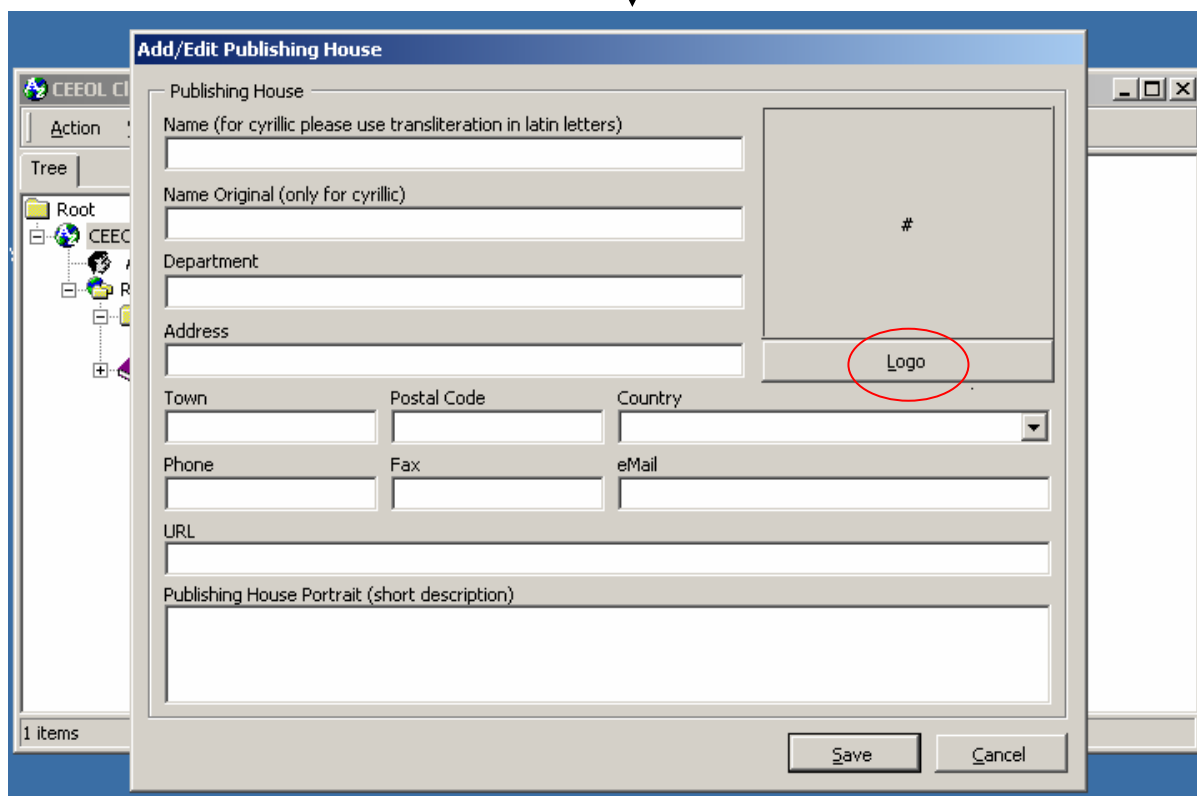 Add/Edit Publishing House
CEEOL Cl
Action
Tree
Root
CEEC
R
1 items
Publishing House
Name (for cyrillic please use transliteration in latin letters)
Name Original (only for cyrillic)
#
Department
Address
Logo
Town Postal Code Country
Phone Fax eMail
URL
Publishing House Portrait (short description)
Save Cancel